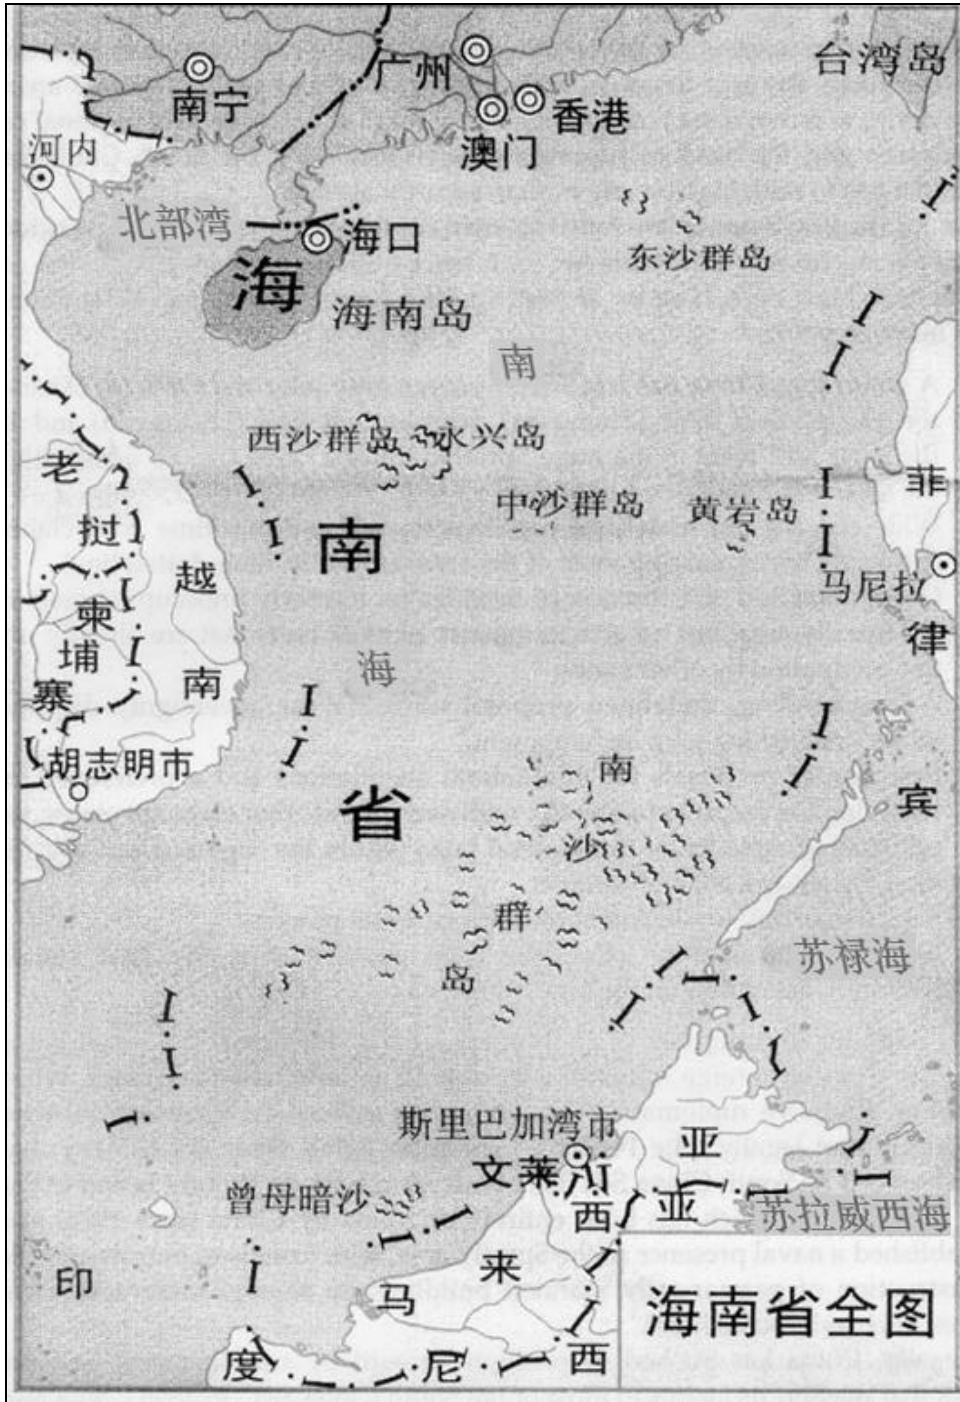 广州
台湾岛
南宁
香港
澳门
河内
北部湾
海口
东沙群岛
海
海南岛
南
西沙群岛
永兴岛
老
挝
中沙群岛
黄岩岛
菲
南
马尼拉
越
柬
埔
寨
律
海
南
胡志明市
南
宾
省
沙
群
岛
苏禄海
斯里巴加湾市
文莱
亚
曾母暗沙
西
亚
苏拉威西海
印
来
马
海南省全图
度
尼
西